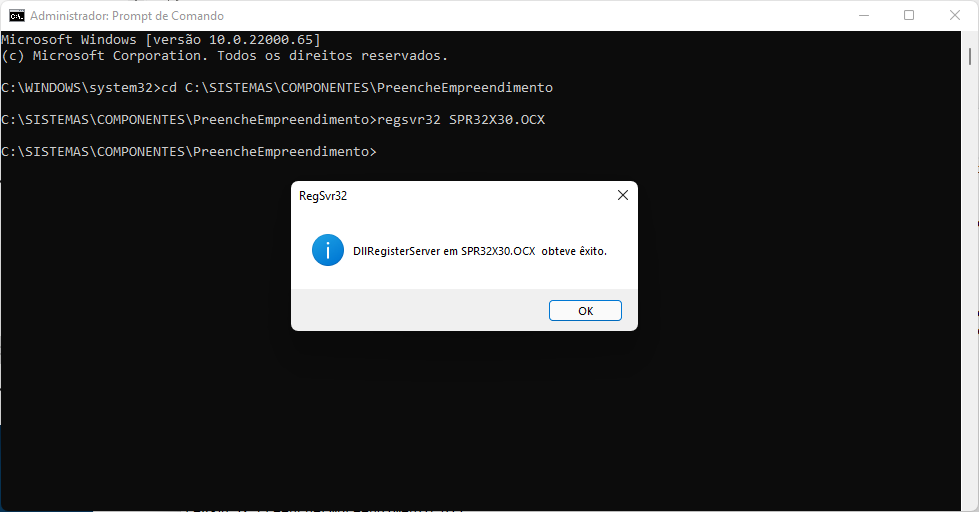 Administrador: Prompt de Comando
Microsoft Windows [versão 10.0.22000.65]
(c) Microsoft Corporation. Todos os direitos reservados.
C:\WINDOWS\system32>cd C:\SISTEMAS\COMPONENTES\PreencheEmpreendimento
C:\SISTEMAS\COMPONENTES\PreencheEmpreendimento>regsvr32 SPR32X30.OCX
C:\SISTEMAS\COMPONENTES\PreencheEmpreendimento>
RegSvr32
DllRegisterServer em SPR32X30.OCX obteve êxito.
OK